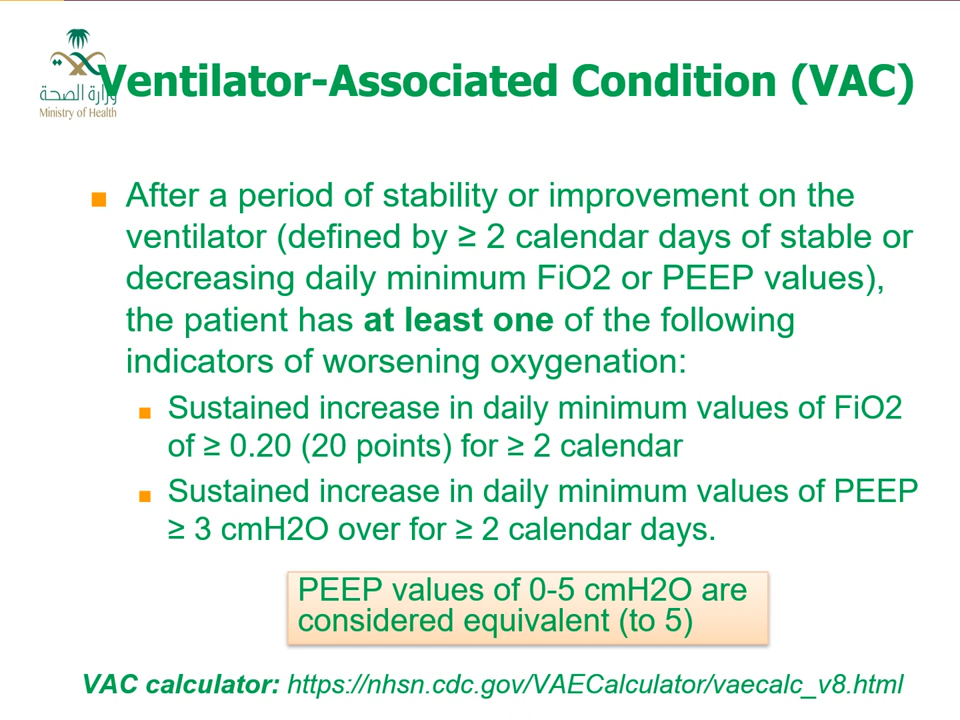 وزارة الصحة
Ministry of Health
Ventilator-Associated Condition (VAC)
■ After a period of stability or improvement on the
ventilator (defined by ≥ 2 calendar days of stable or
decreasing daily minimum FiO2 or PEEP values),
the patient has at least one of the following
indicators of worsening oxygenation:
■ Sustained increase in daily minimum values of FiO2
of ≥ 0.20 (20 points) for ≥ 2 calendar
■ Sustained increase in daily minimum values of PEEP
≥ 3 cmH2O over for ≥ 2 calendar days.
PEEP values of 0-5 cmH2O are
considered equivalent (to 5)
VAC calculator: https://nhsn.cdc.gov/VAECalculator/vaecalc_v8.html